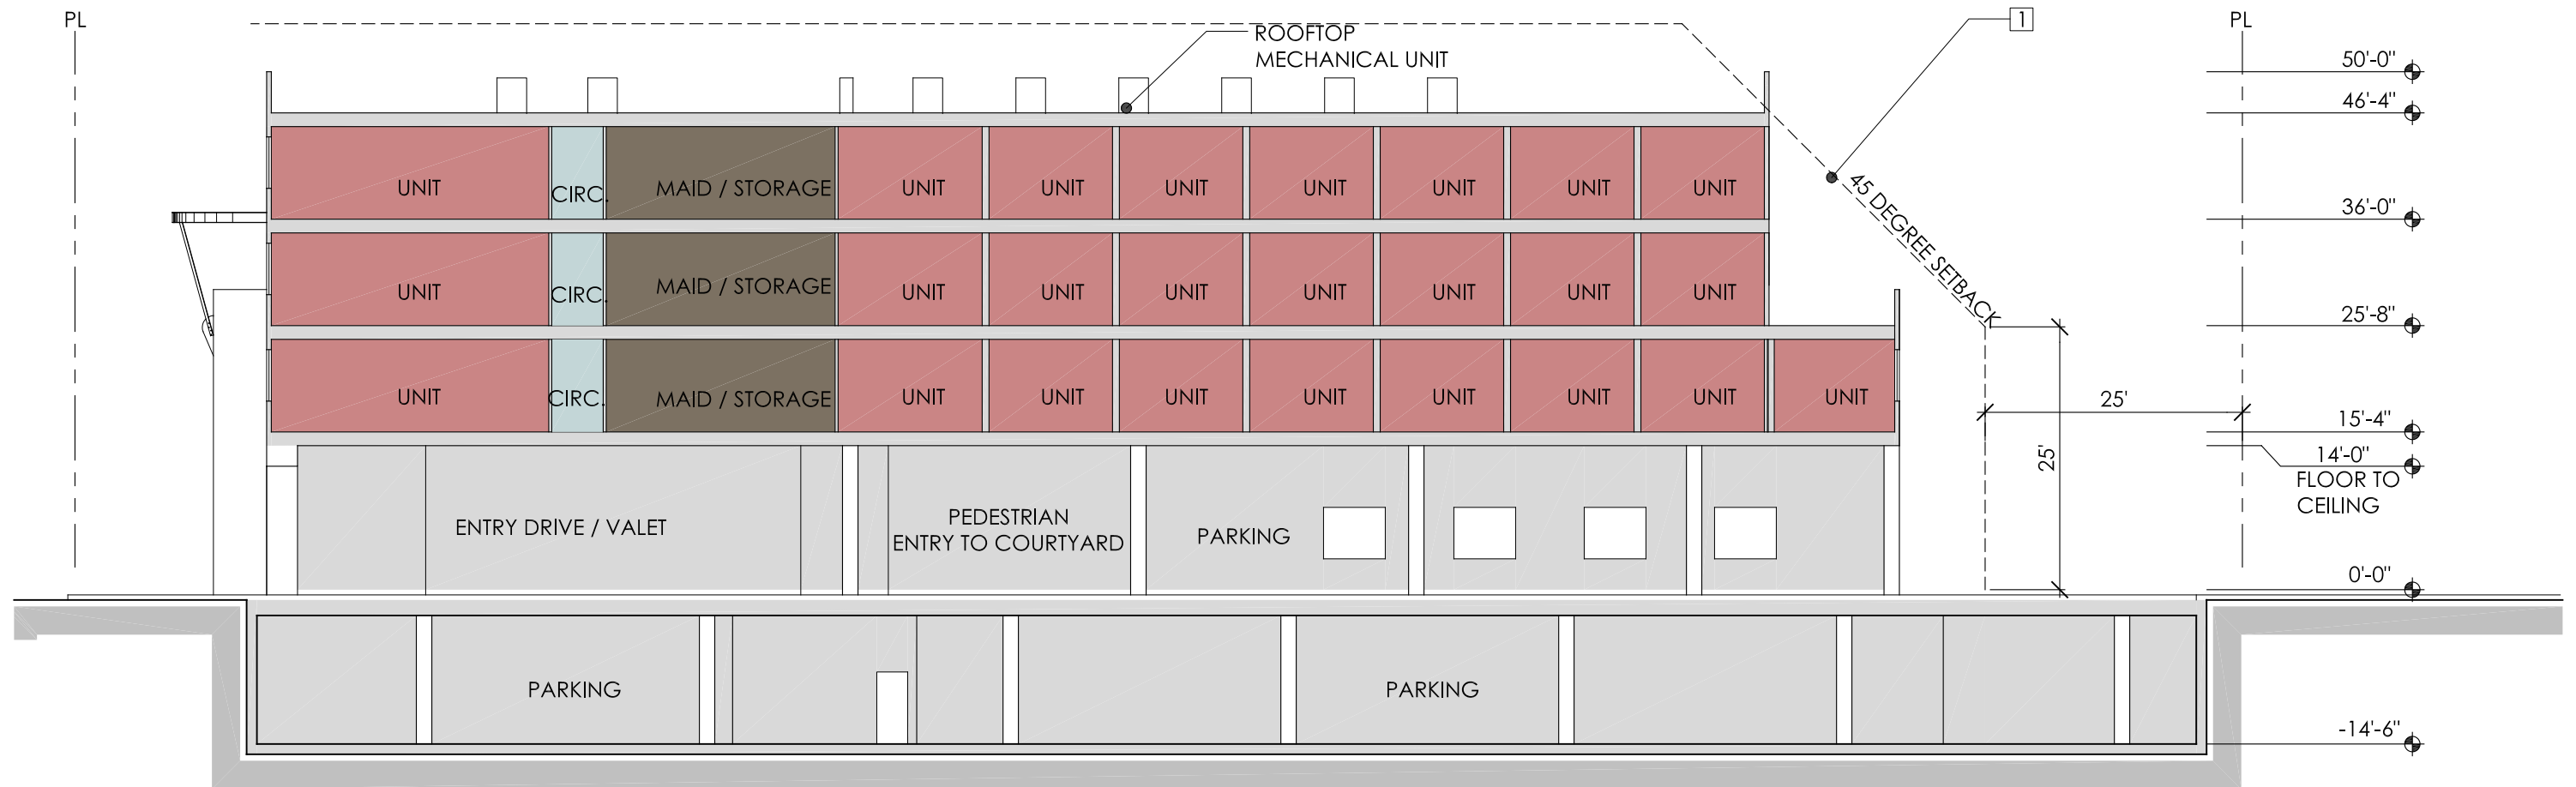 PL
ROOFTOP
MECHANICAL UNIT
1
PL
50'-0"
46'-4"
UNIT
CIRC.
MAID / STORAGE
UNIT
UNIT
UNIT
UNIT
UNIT
UNIT
UNIT
45 DEGREE SETBACK
36'-0"
UNIT
CIRC.
MAID / STORAGE
UNIT
UNIT
UNIT
UNIT
UNIT
UNIT
UNIT
25'-8"
UNIT
CIRC.
MAID / STORAGE
UNIT
UNIT
UNIT
UNIT
UNIT
UNIT
UNIT
UNIT
25'
15'-4"
25'
14'-0"
FLOOR TO
CEILING
ENTRY DRIVE / VALET
PEDESTRIAN
ENTRY TO COURTYARD
PARKING
0'-0"
PARKING
PARKING
-14'-6"